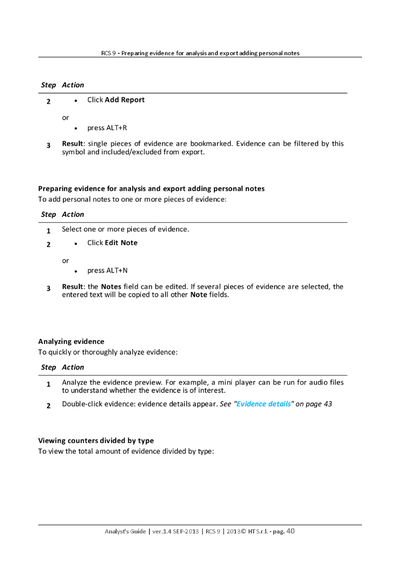 RCS 9 - Preparing evidence for analysis and export adding personal notes
Step Action
2 • Click Add Report
or
• press ALT+R
3 Result: single pieces of evidence are bookmarked. Evidence can be filtered by this
symbol and included/excluded from export.
Preparing evidence for analysis and export adding personal notes
To add personal notes to one or more pieces of evidence:
Step Action
1 Select one or more pieces of evidence.
2 • Click Edit Note
or
• press ALT+N
3 Result: the Notes field can be edited. If several pieces of evidence are selected, the
entered text will be copied to all other Note fields.
Analyzing evidence
To quickly or thoroughly analyze evidence:
Step Action
1 Analyze the evidence preview. For example, a mini player can be run for audio files
to understand whether the evidence is of interest.
2 Double-click evidence: evidence details appear. See "Evidence details" on page 43
Viewing counters divided by type
To view the total amount of evidence divided by type:
Analyst's Guide | ver.1.4 SEP-2013 | RCS 9 | 2013© HT S.r.l. - pag. 40